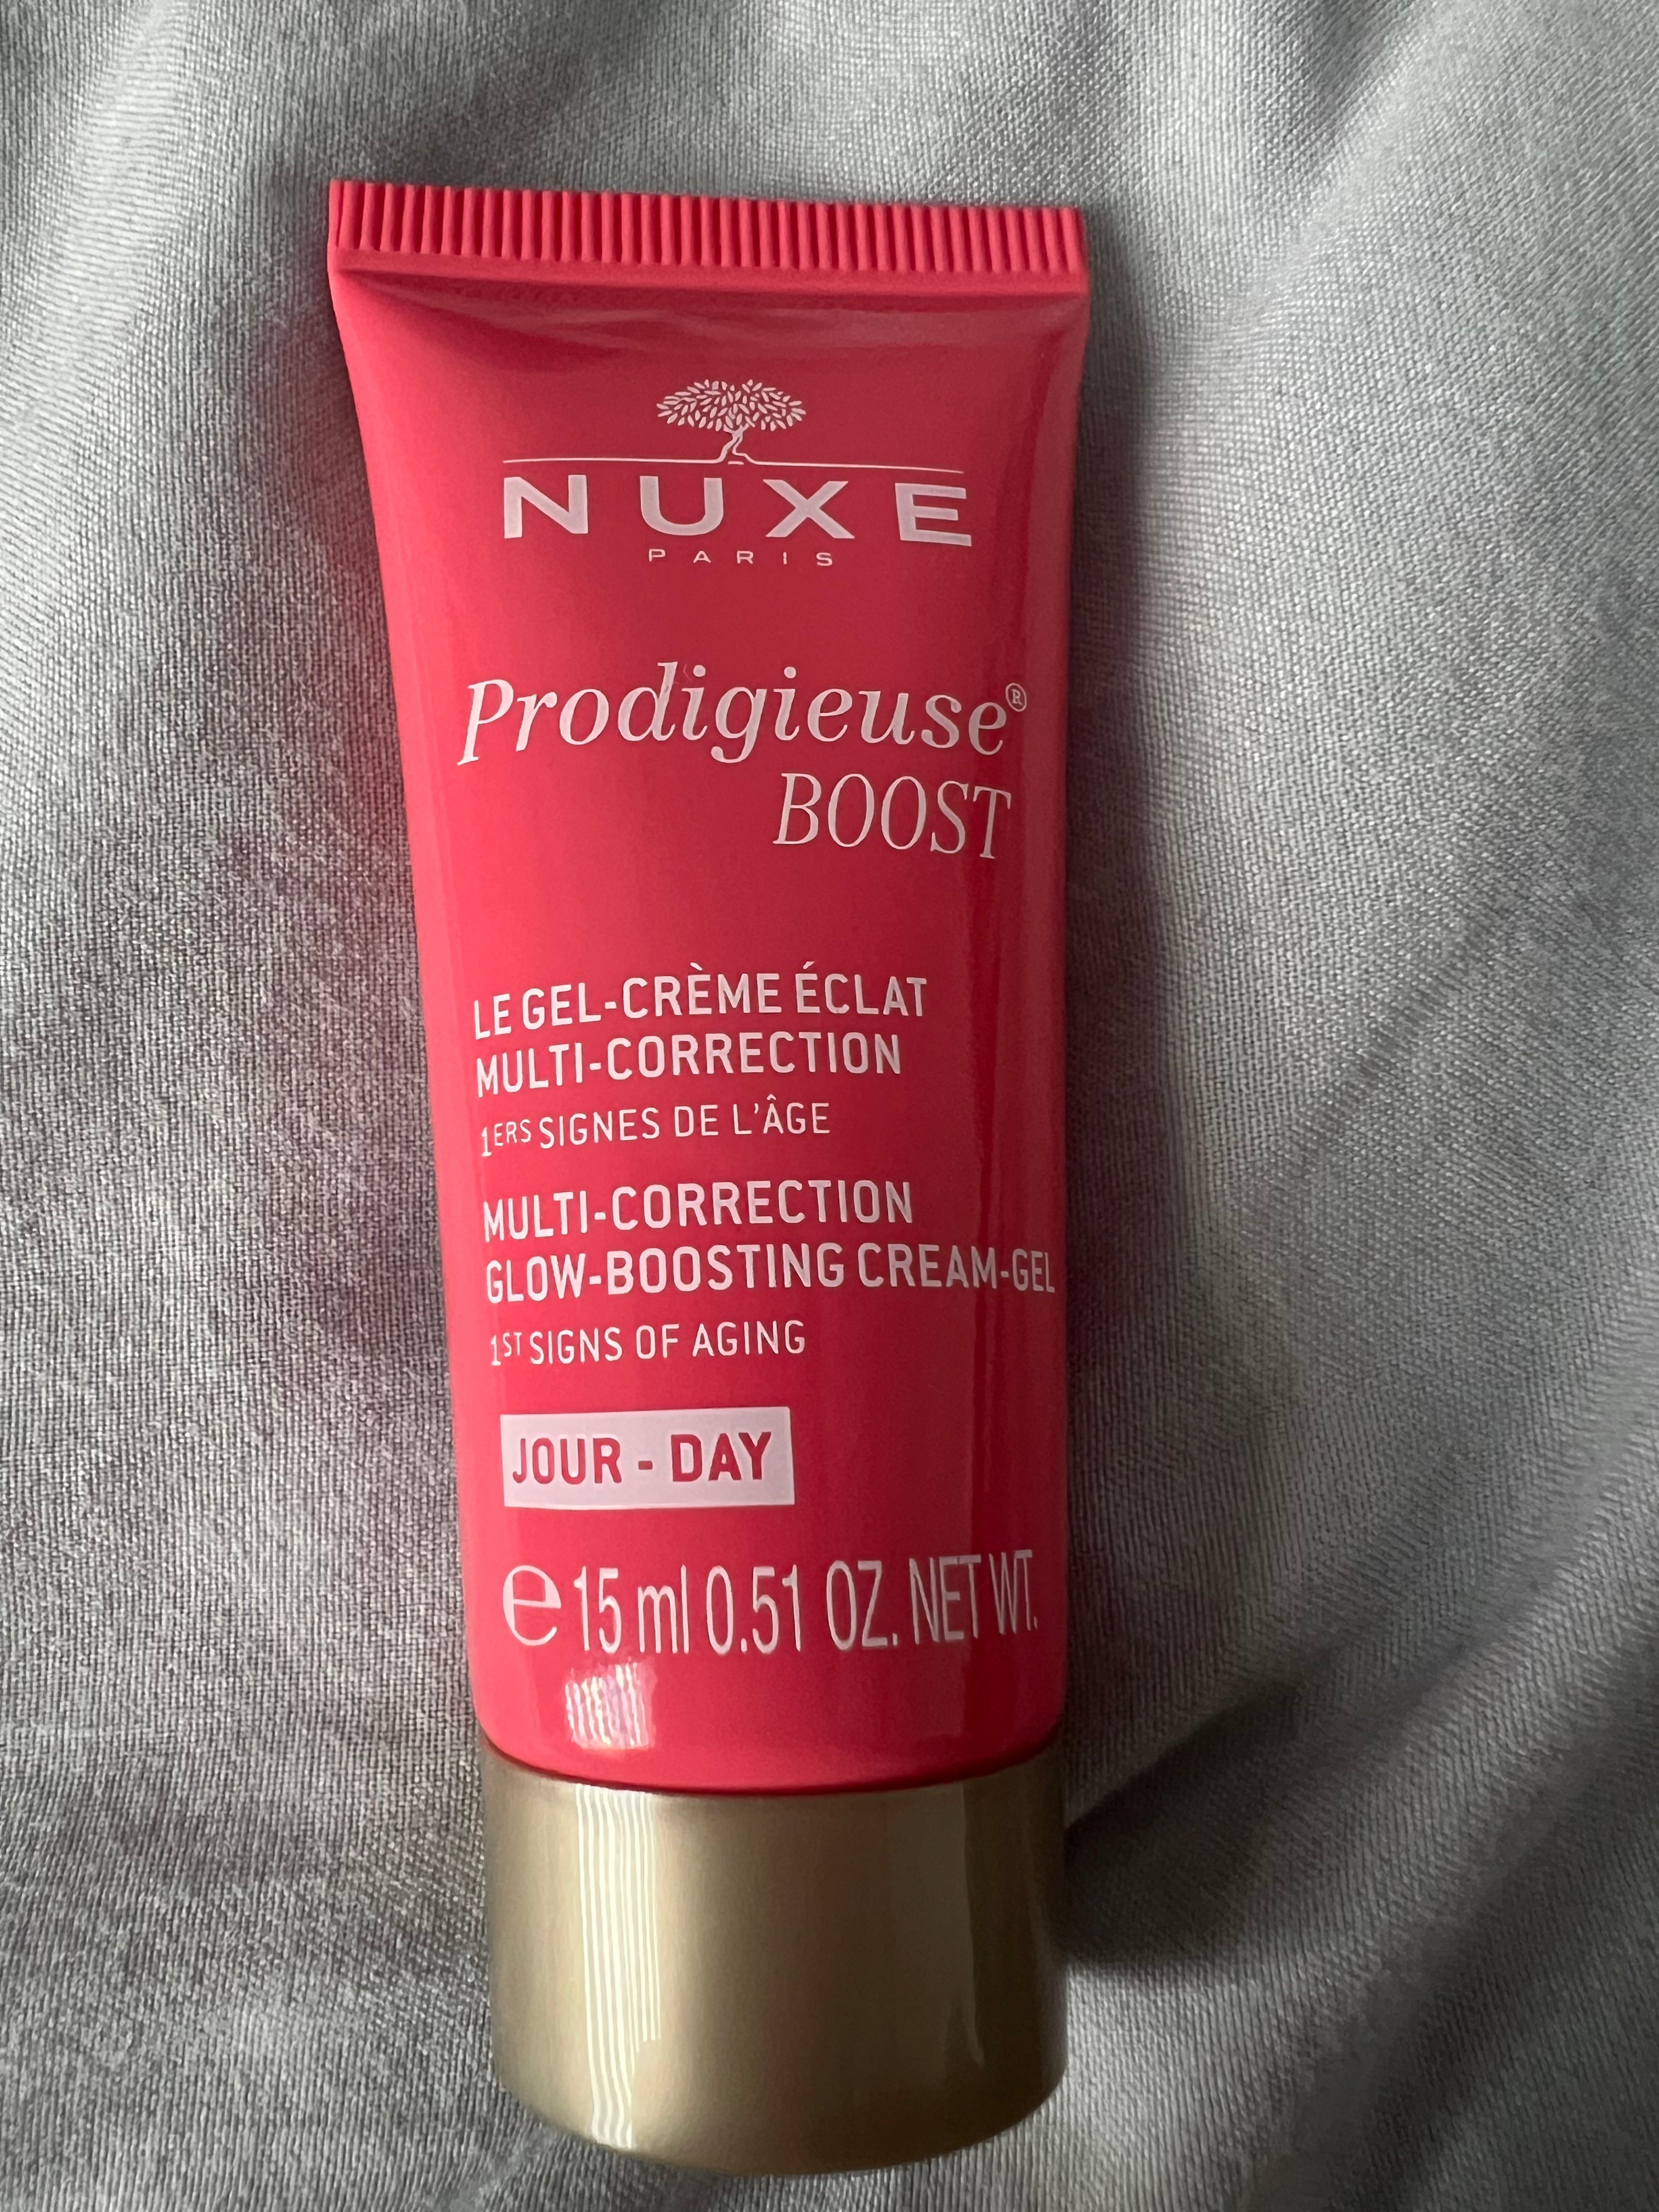 NUXE
PARIS
Prodigieuse®
BOOST
LE GEL-CRÈME ÉCLAT
MULTI-CORRECTION
1ERS SIGNES DE L'ÂGE
MULTI-CORRECTION
GLOW-BOOSTING CREAM-GEL
1ST SIGNS OF AGING
JOUR - DAY
℮ 15 ml 0.51 OZ. NET WT.